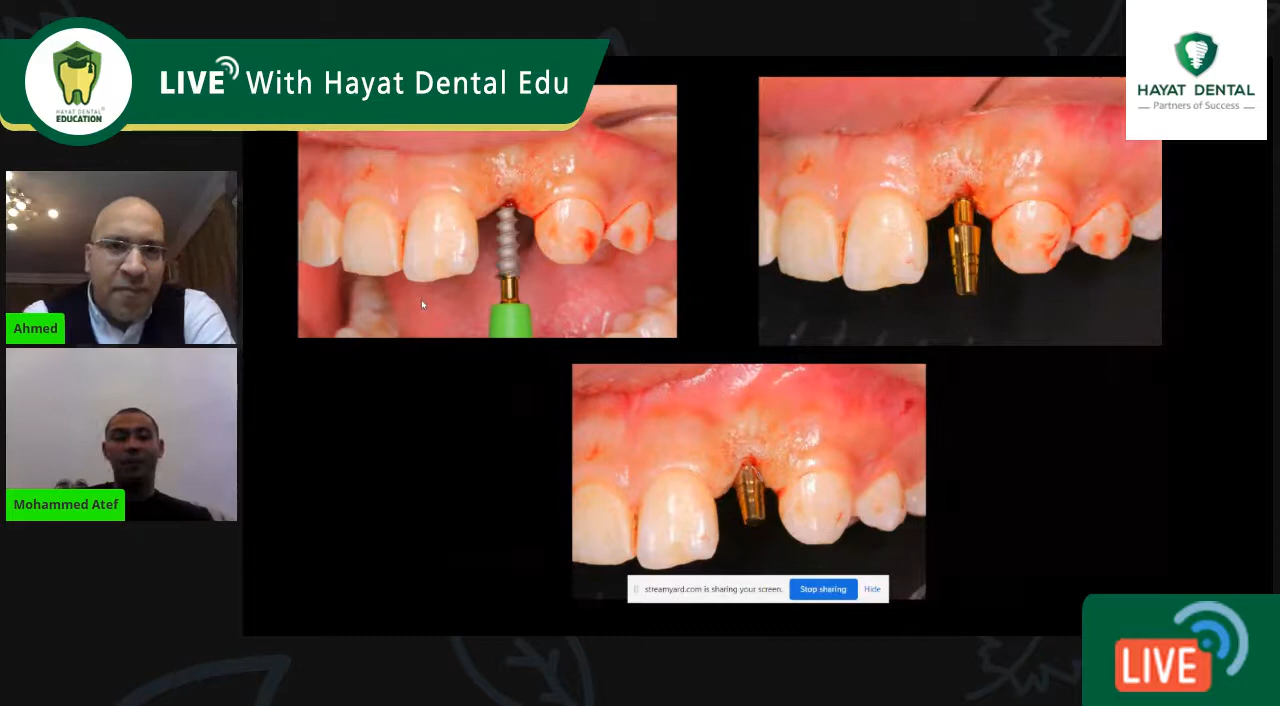 HAYAT DENTAL
EDUCATION
LIVE With Hayat Dental Edu
HAYAT DENTAL
Partners of Success
Ahmed
Mohammed Atef
streamyard.com is sharing your screen.
Stop sharing
Hide
LIVE